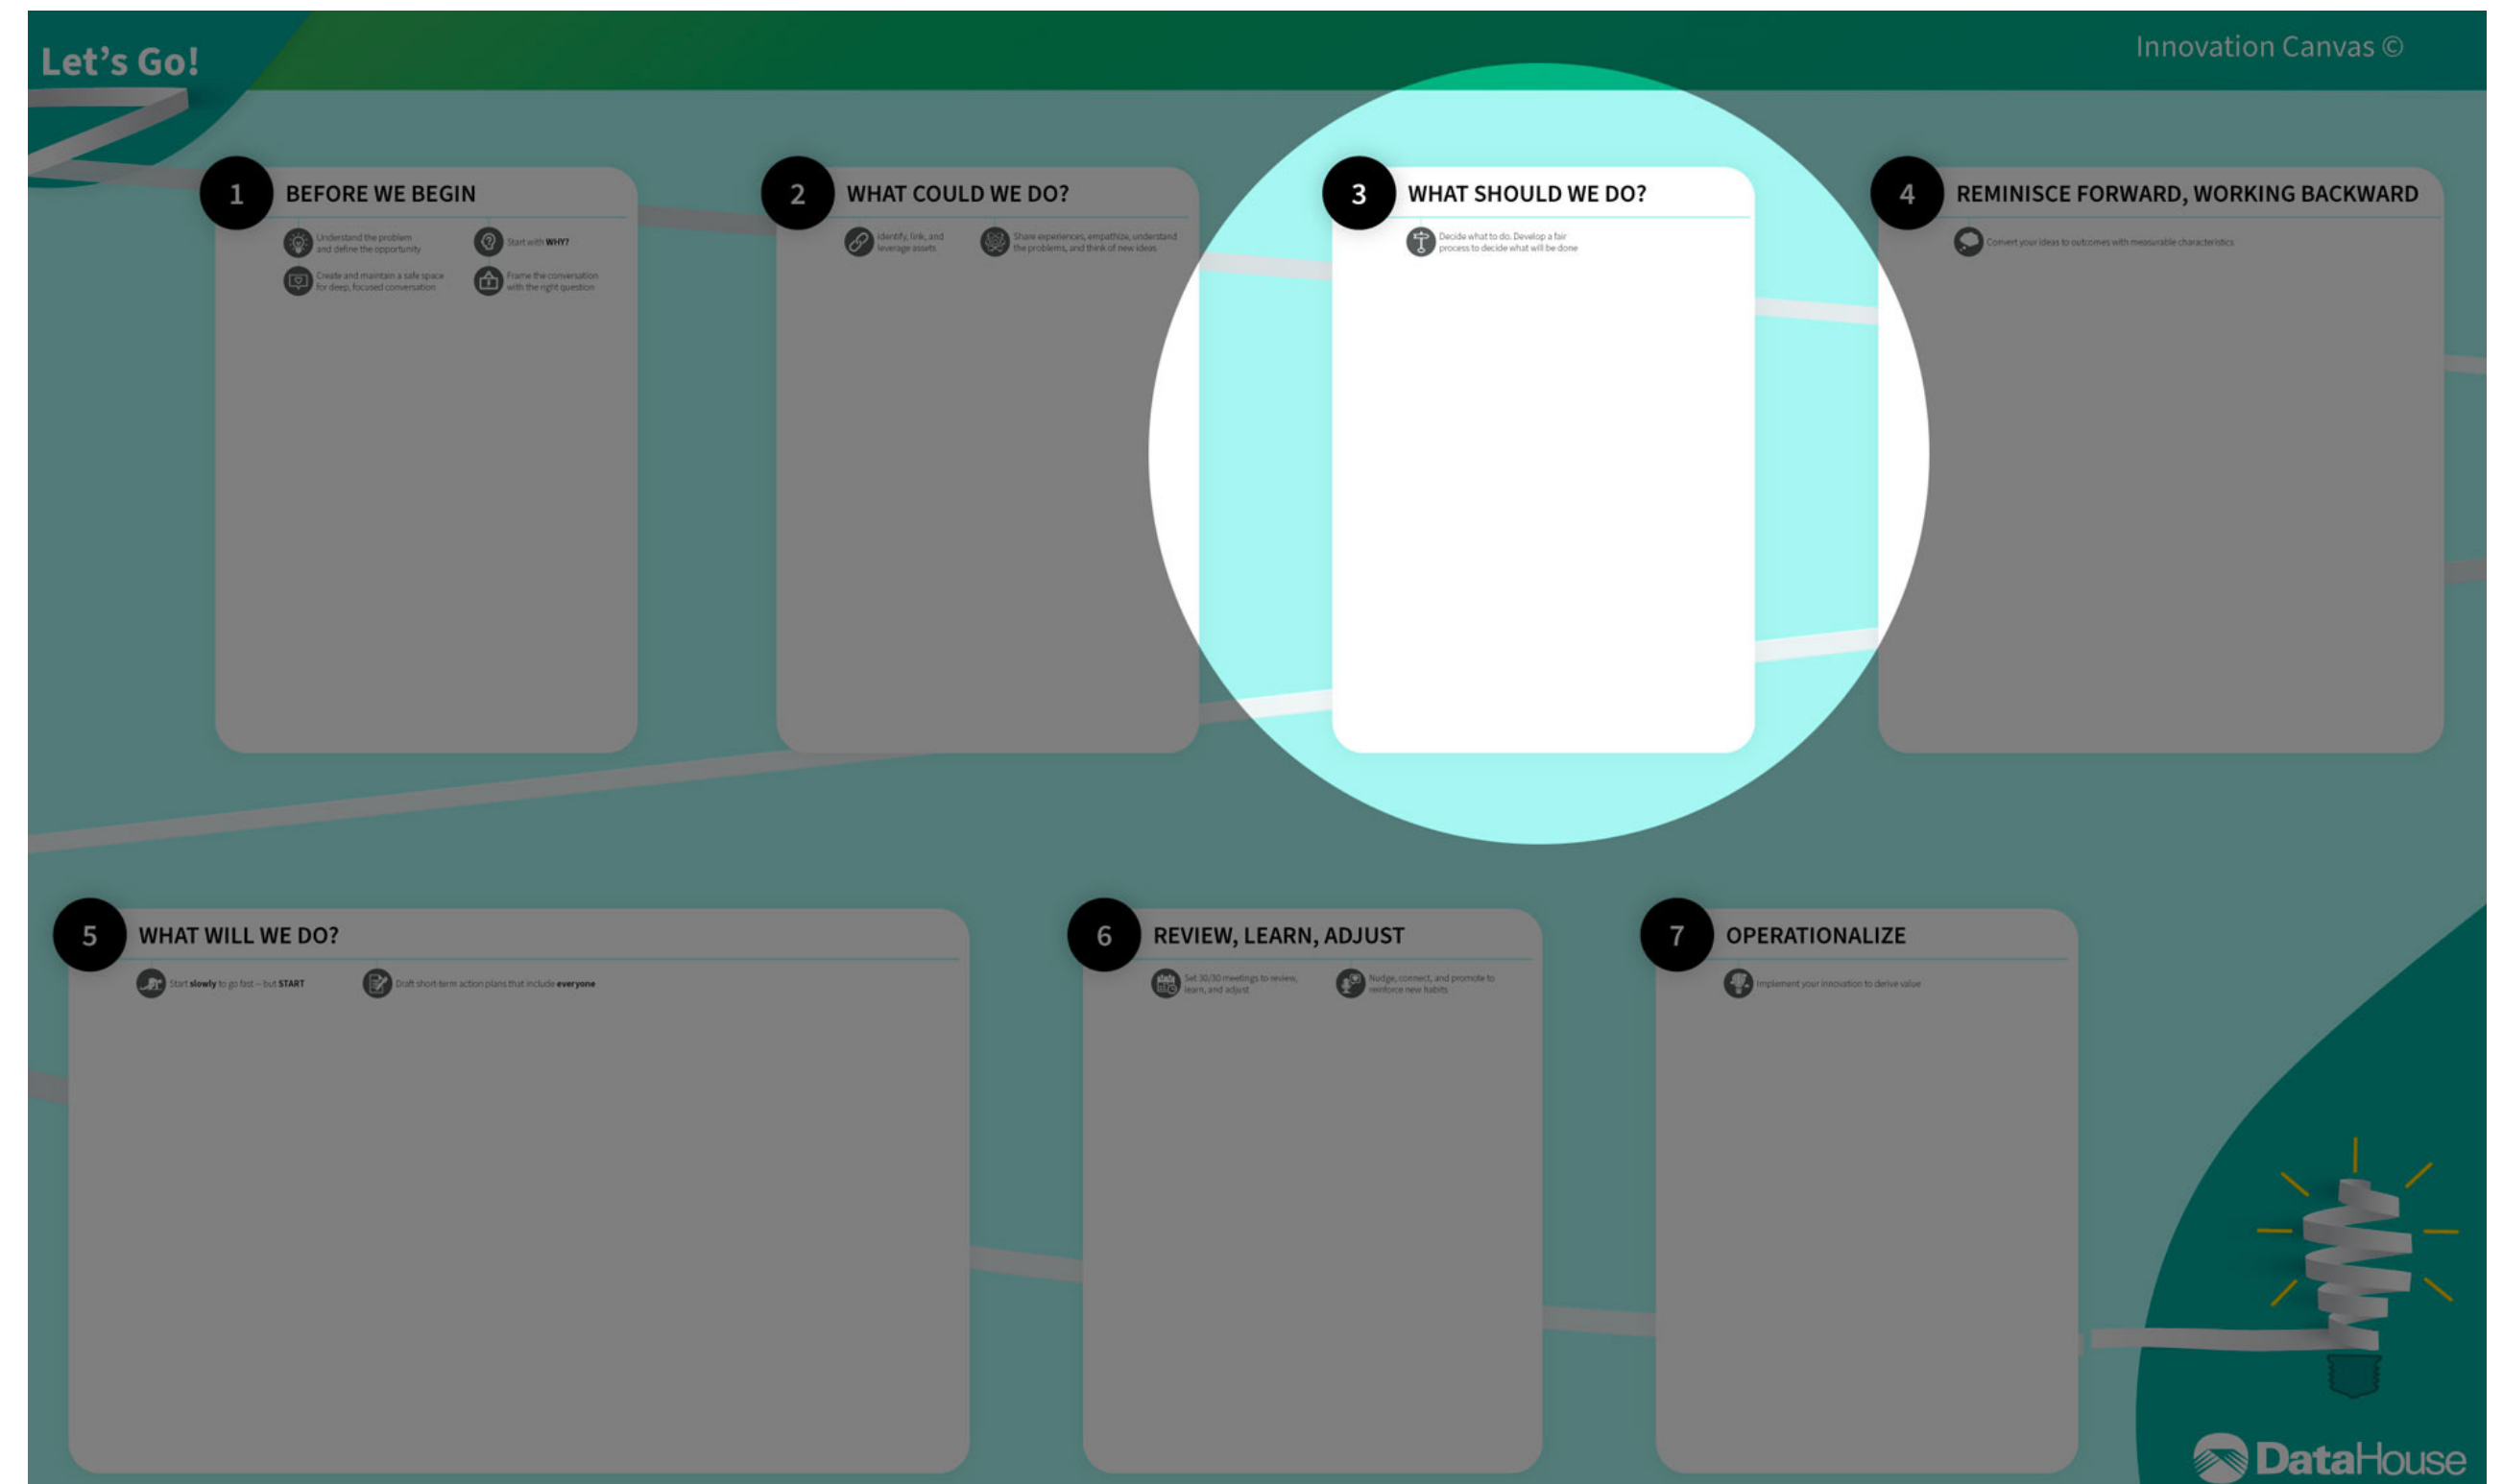 Let's Go!
Innovation Canvas ©
1
BEFORE WE BEGIN
Understand the problem
and define the opportunity
Start with WHY?
Create and maintain a safe space
for deep, focused conversation
Frame the conversation
with the right question
2
WHAT COULD WE DO?
Identify, link, and
leverage assets
Share experiences, empathize, understand
the problems, and think of new ideas
3
WHAT SHOULD WE DO?
Decide what to do. Develop a fair
process to decide what will be done
4
REMINISCE FORWARD, WORKING BACKWARD
Convert your ideas to outcomes with measurable characteristics
5
WHAT WILL WE DO?
Start slowly to go fast – but START
Draft short-term action plans that include everyone
6
REVIEW, LEARN, ADJUST
Set 30/30 meetings to review,
learn, and adjust
Nudge, connect, and promote to
reinforce new habits
7
OPERATIONALIZE
Implement your innovation to derive value
DataHouse